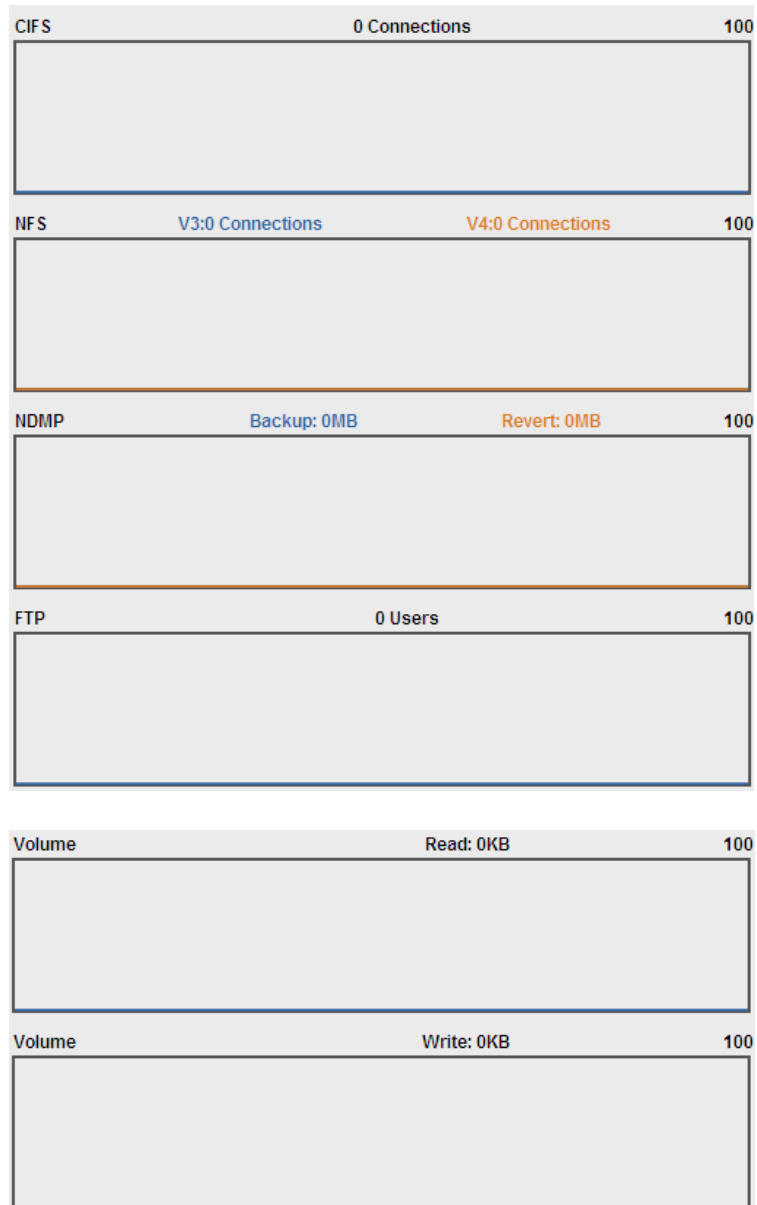 CIFS 0 Connections 100
NFS V3:0 Connections V4:0 Connections 100
NDMP Backup: 0MB Revert: 0MB 100
FTP 0 Users 100
Volume Read: 0KB 100
Volume Write: 0KB 100